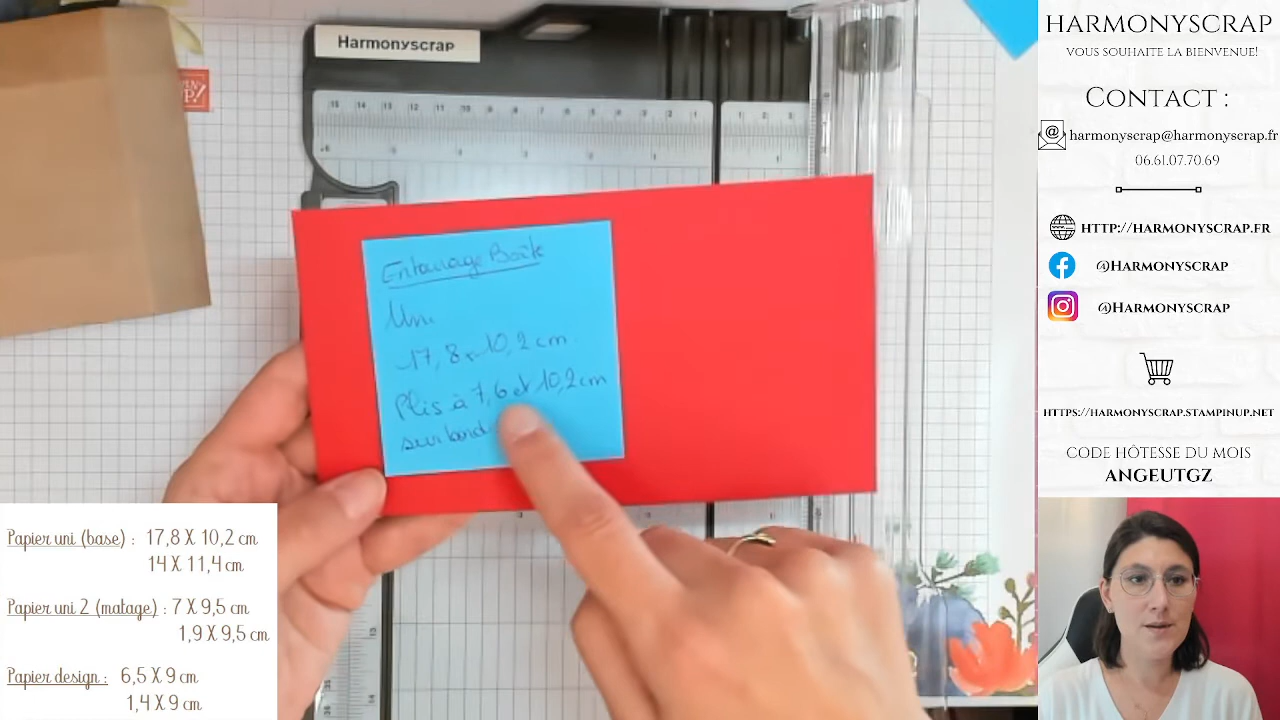 Harmonyscrap
Entourage Boîte
Uni
17,8 x 10,2 cm
Plis à 7,6 et 10,2 cm
sur
Papier uni (base) : 17,8 X 10,2 cm
14 X 11,4 cm
Papier uni 2 (matage) : 7 X 9,5 cm
1,9 X 9,5 cm
Papier design : 6,5 X 9 cm
1,4 X 9 cm
HARMONYSCRAP
VOUS SOUHAITE LA BIENVENUE!
CONTACT :
harmonyscrap@harmonyscrap.fr
06.61.07.70.69
HTTP://HARMONYSCRAP.FR
@HARMONYSCRAP
@HARMONYSCRAP
HTTPS://HARMONYSCRAP.STAMPINUP.NET
CODE HÔTESSE DU MOIS
ANGEUTGZ